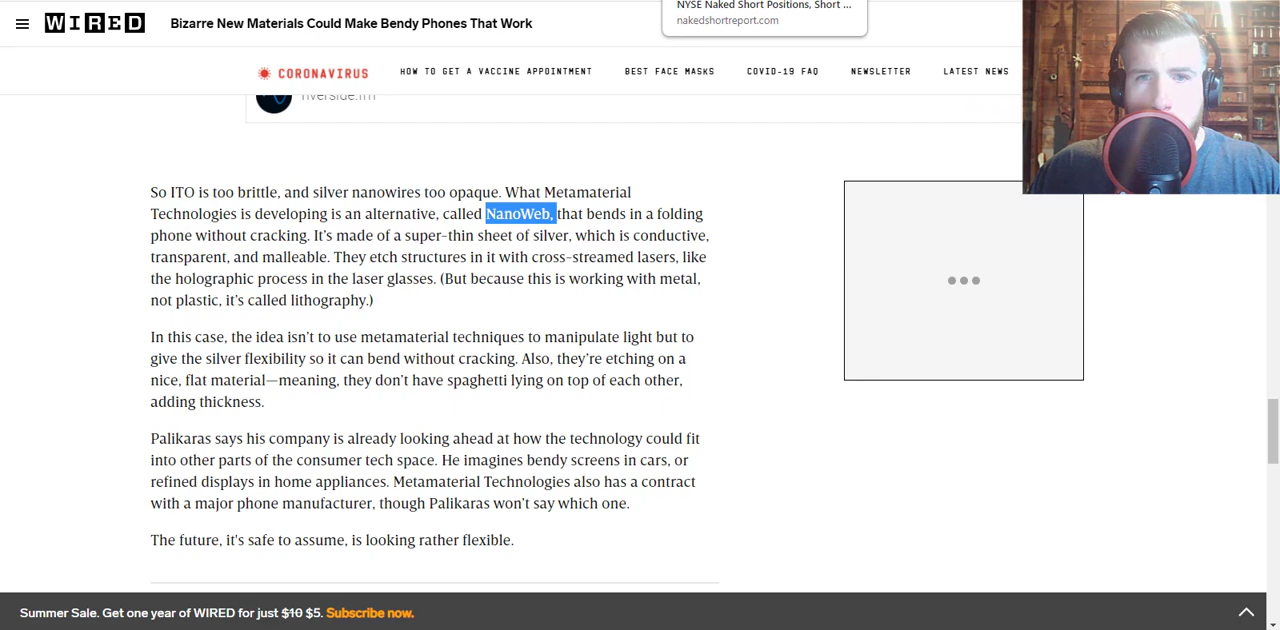 NYSE Naked Short Positions, Short ...
nakedshortreport.com
WIRED
Bizarre New Materials Could Make Bendy Phones That Work
CORONAVIRUS
HOW TO GET A VACCINE APPOINTMENT
BEST FACE MASKS
COVID-19 FAQ
NEWSLETTER
LATEST NEWS
riverside.fm
So ITO is too brittle, and silver nanowires too opaque. What Metamaterial
Technologies is developing is an alternative, called NanoWeb, that bends in a folding
phone without cracking. It's made of a super-thin sheet of silver, which is conductive,
transparent, and malleable. They etch structures in it with cross-streamed lasers, like
the holographic process in the laser glasses. (But because this is working with metal,
not plastic, it's called lithography.)
In this case, the idea isn't to use metamaterial techniques to manipulate light but to
give the silver flexibility so it can bend without cracking. Also, they're etching on a
nice, flat material—meaning, they don't have spaghetti lying on top of each other,
adding thickness.
Palikaras says his company is already looking ahead at how the technology could fit
into other parts of the consumer tech space. He imagines bendy screens in cars, or
refined displays in home appliances. Metamaterial Technologies also has a contract
with a major phone manufacturer, though Palikaras won't say which one.
The future, it's safe to assume, is looking rather flexible.
Summer Sale. Get one year of WIRED for just $10 $5. Subscribe now.